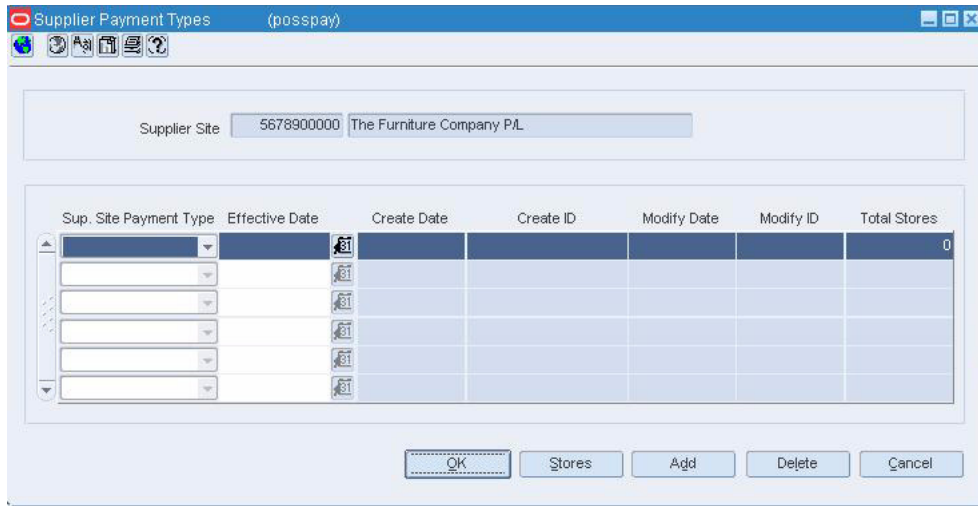 Supplier Payment Types (posspay)
Supplier Site 5678900000 The Furniture Company P/L
Sup. Site Payment Type Effective Date Create Date Create ID Modify Date Modify ID Total Stores
0
OK Stores Add Delete Cancel